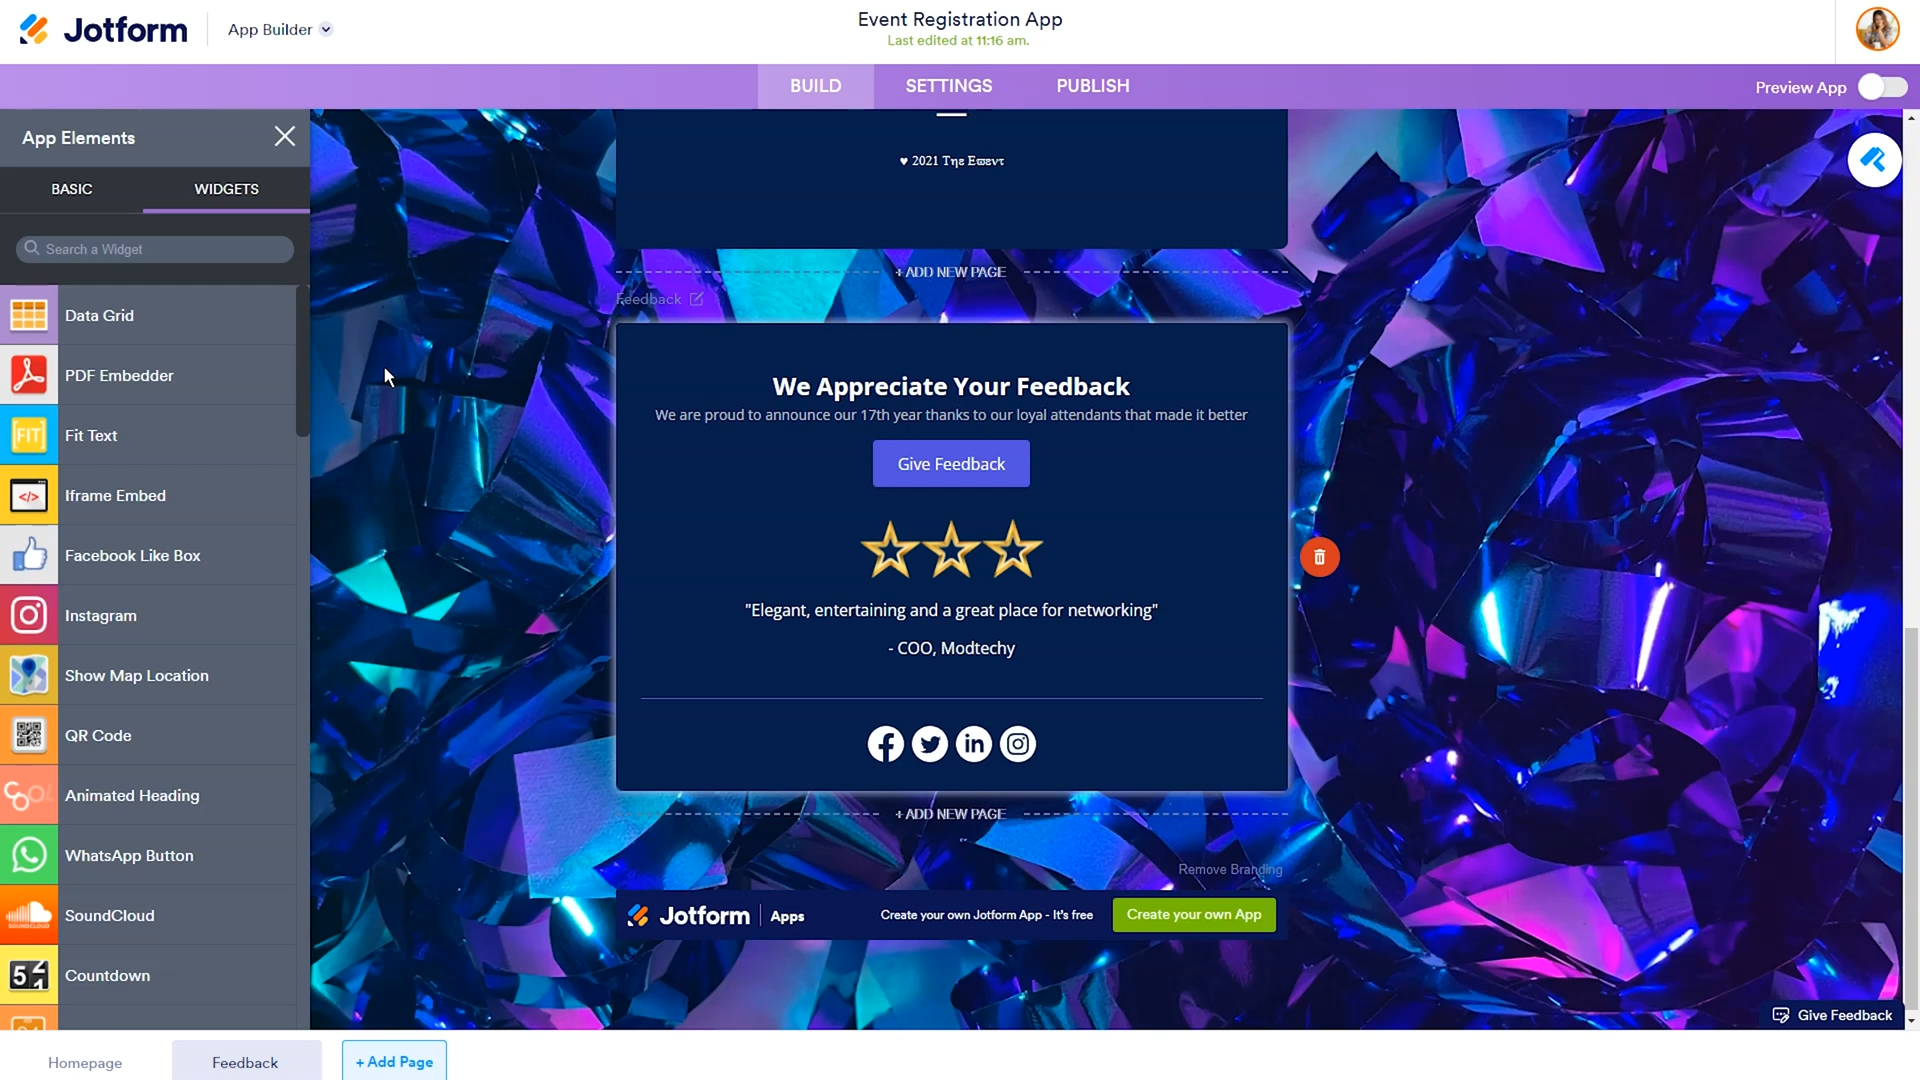 Jotform
App Builder
Event Registration App
Last edited at 11:16 am.
BUILD
SETTINGS
PUBLISH
Preview App
App Elements
BASIC
WIDGETS
Search a Widget
Data Grid
PDF Embedder
FIT
Fit Text
</>
Iframe Embed
Facebook Like Box
Instagram
Show Map Location
QR Code
Animated Heading
WhatsApp Button
SOUNDCLOUD
SoundCloud
Countdown
♥ 2021
+ ADD NEW PAGE
Feedback
We Appreciate Your Feedback
We are proud to announce our 17th year thanks to our loyal attendants that made it better
Give Feedback
"Elegant, entertaining and a great place for networking"
- COO, Modtechy
+ ADD NEW PAGE
Remove Branding
Jotform Apps
Create your own Jotform App - It's free
Create your own App
Give Feedback
Homepage
Feedback
+ Add Page